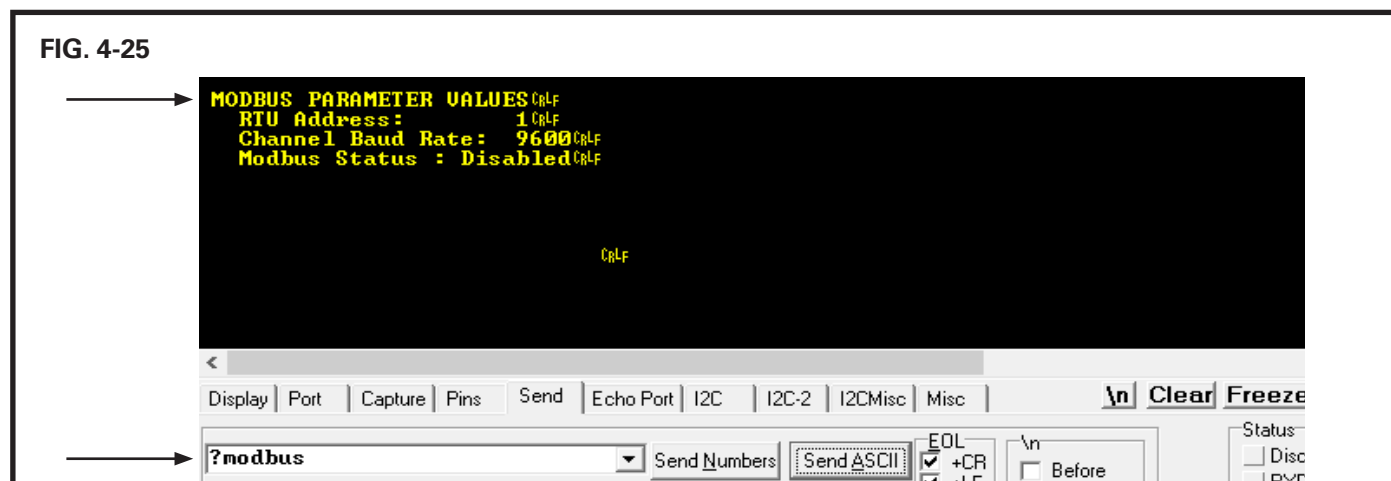 FIG. 4-25
MODBUS PARAMETER VALUES CRLF
RTU Address: 1 CRLF
Channel Baud Rate: 9600 CRLF
Modbus Status : Disabled CRLF
CRLF
<
Display Port Capture Pins Send Echo Port I2C I2C-2 I2CMisc Misc \n Clear Freeze
?modbus Send Numbers Send ASCII
EOL
+CR
+LF
\n
Before
Status